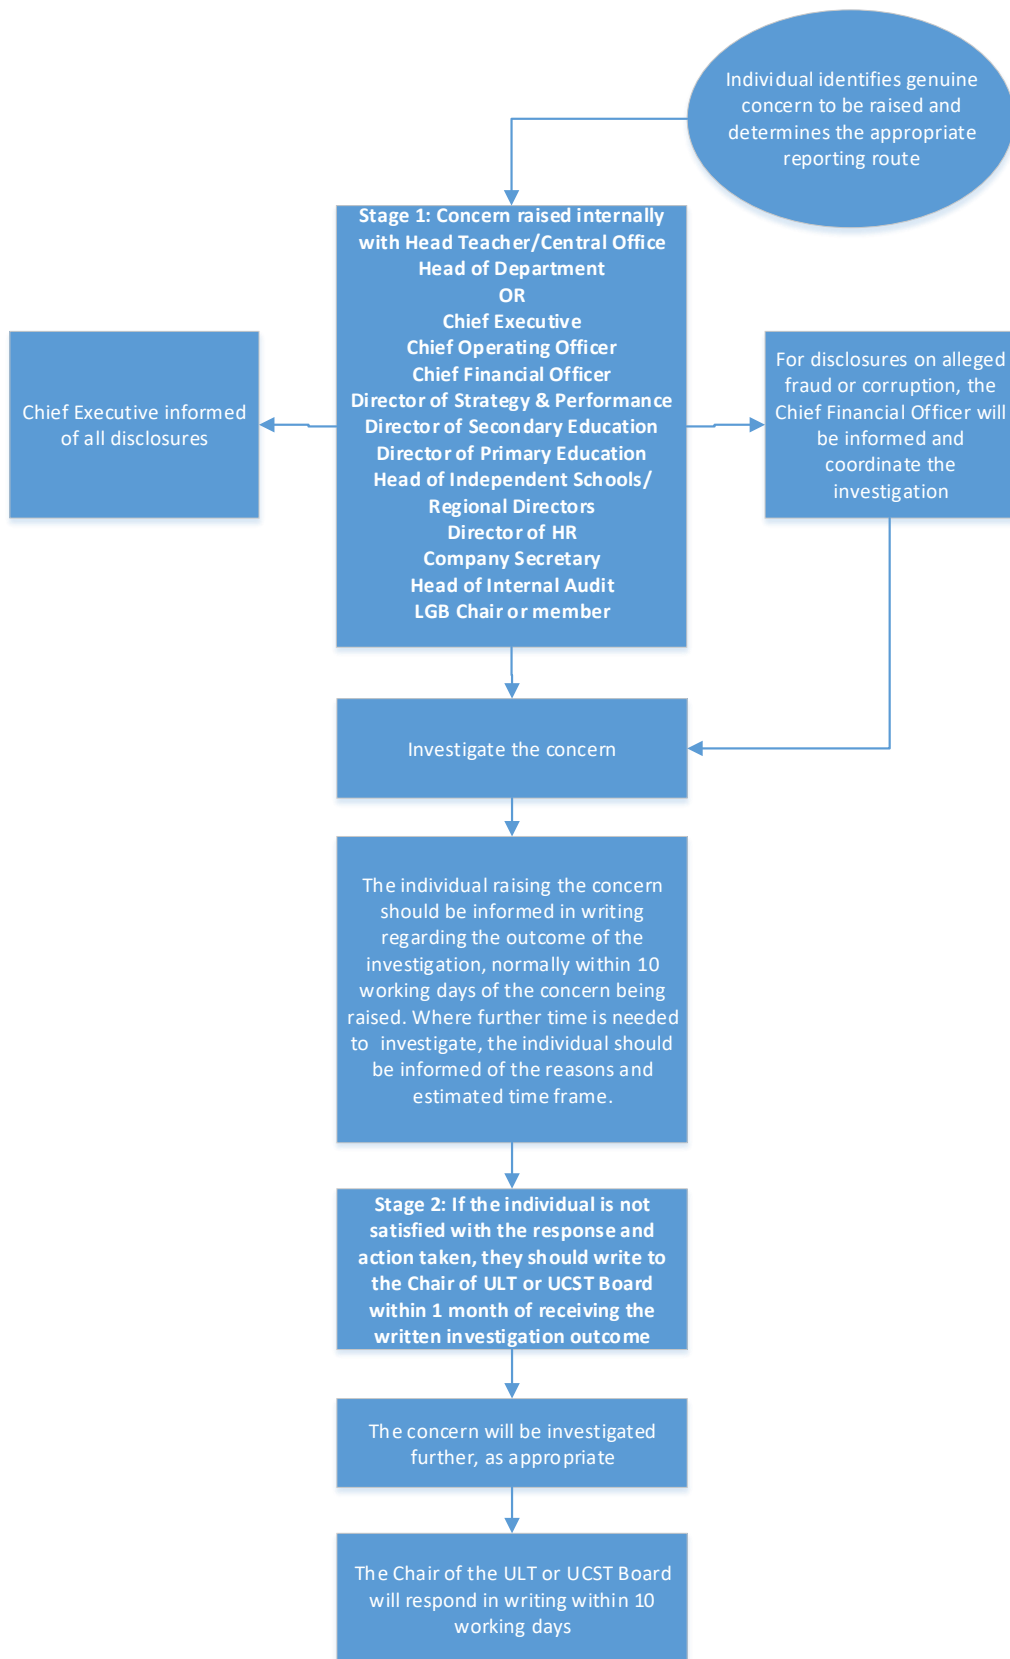 Individual identifies genuine
concern to be raised and
determines the appropriate
reporting route
Stage 1: Concern raised internally
with Head Teacher/Central Office
Head of Department
OR
Chief Executive
Chief Operating Officer
Chief Financial Officer
Director of Strategy & Performance
Director of Secondary Education
Director of Primary Education
Head of Independent Schools/
Regional Directors
Director of HR
Company Secretary
Head of Internal Audit
LGB Chair or member
Chief Executive informed
of all disclosures
For disclosures on alleged
fraud or corruption, the
Chief Financial Officer will
be informed and
coordinate the
investigation
Investigate the concern
The individual raising the concern
should be informed in writing
regarding the outcome of the
investigation, normally within 10
working days of the concern being
raised. Where further time is needed
to  investigate, the individual should
be informed of the reasons and
estimated time frame.
Stage 2: If the individual is not
satisfied with the response and
action taken, they should write to
the Chair of ULT or UCST Board
within 1 month of receiving the
written investigation outcome
The concern will be investigated
further, as appropriate
The Chair of the ULT or UCST Board
will respond in writing within 10
working days